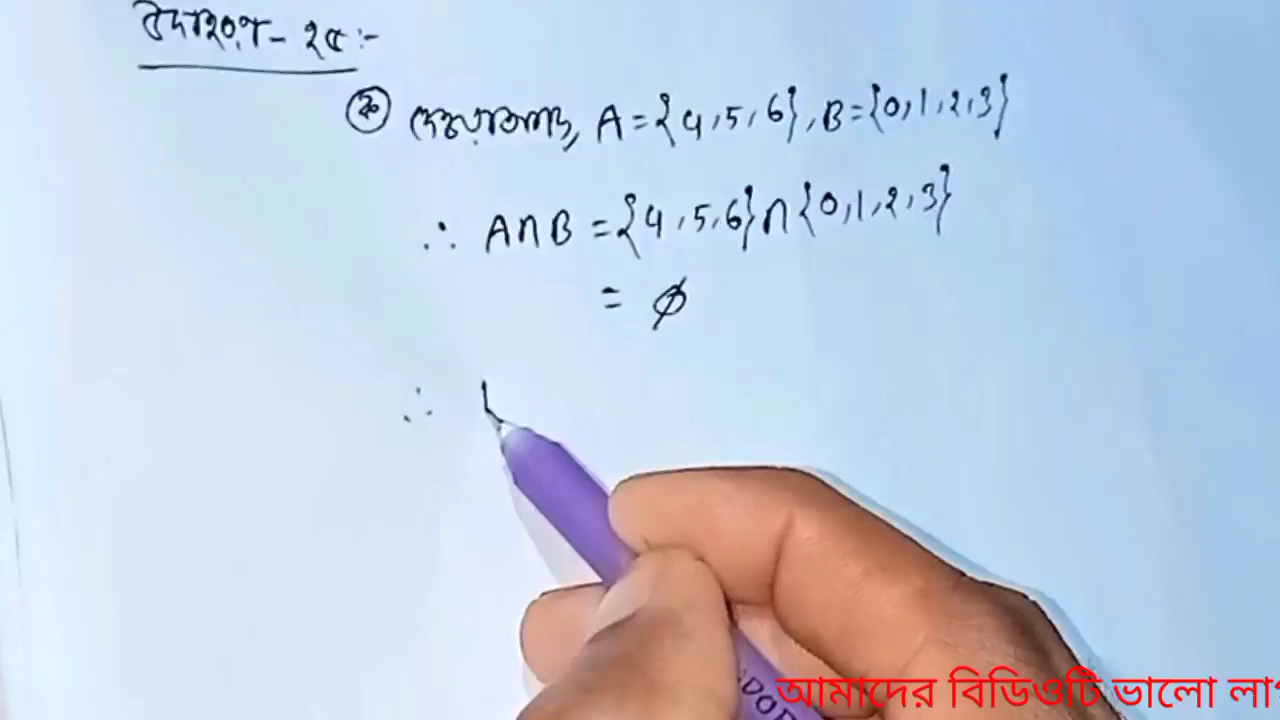 উদাহরণ - ২৫ :-
ক দেওয়া আছে, A = {4, 5, 6}, B = {0, 1, 2, 3}
∴ A ∩ B = {4, 5, 6} ∩ {0, 1, 2, 3}
= ∅
∴
আমাদের বিডিওটি ভালো